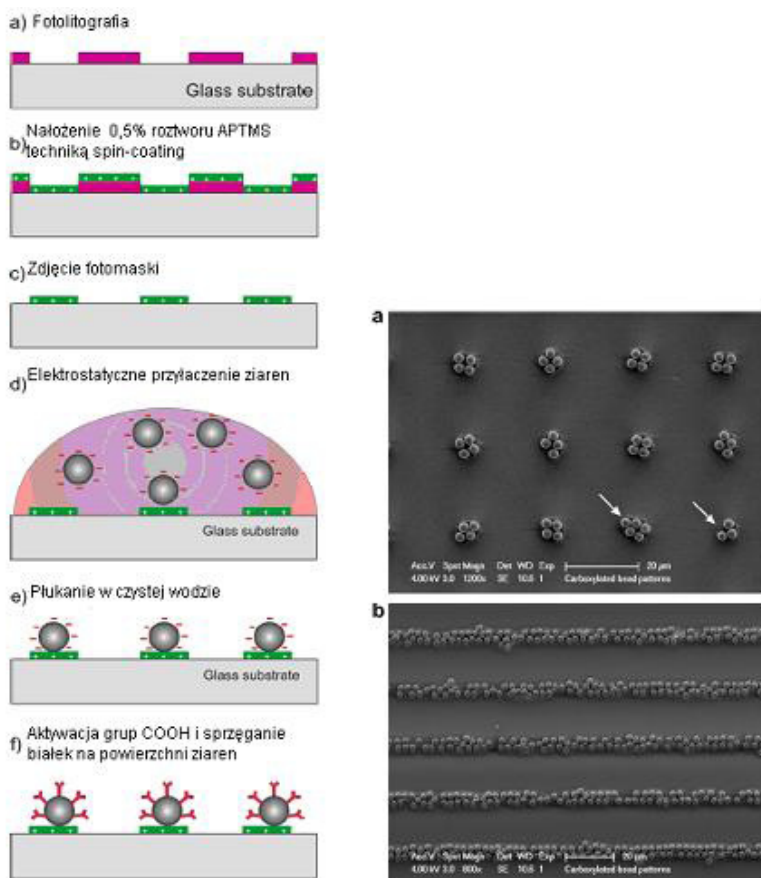 a) Fotolitografia
Glass substrate
b) Nałożenie 0,5% roztworu APTMS
techniką spin-coating
c) Zdjęcie fotomaski
d) Elektrostatyczne przyłaczenie ziaren
Glass substrate
e) Płukanie w czystej wodzie
Glass substrate
f) Aktywacja grup COOH i sprzęganie
białek na powierzchni ziaren
a
Acc.V Spot Magn Det WD Exp 20 µm
4.00 kV 3.0 1200x SE 10.6 1 Carboxylated bead patterns
b
Acc.V Spot Magn Det WD Exp 20 µm
4.00 kV 3.0 800x SE 10.6 1 Carboxylated bead patterns